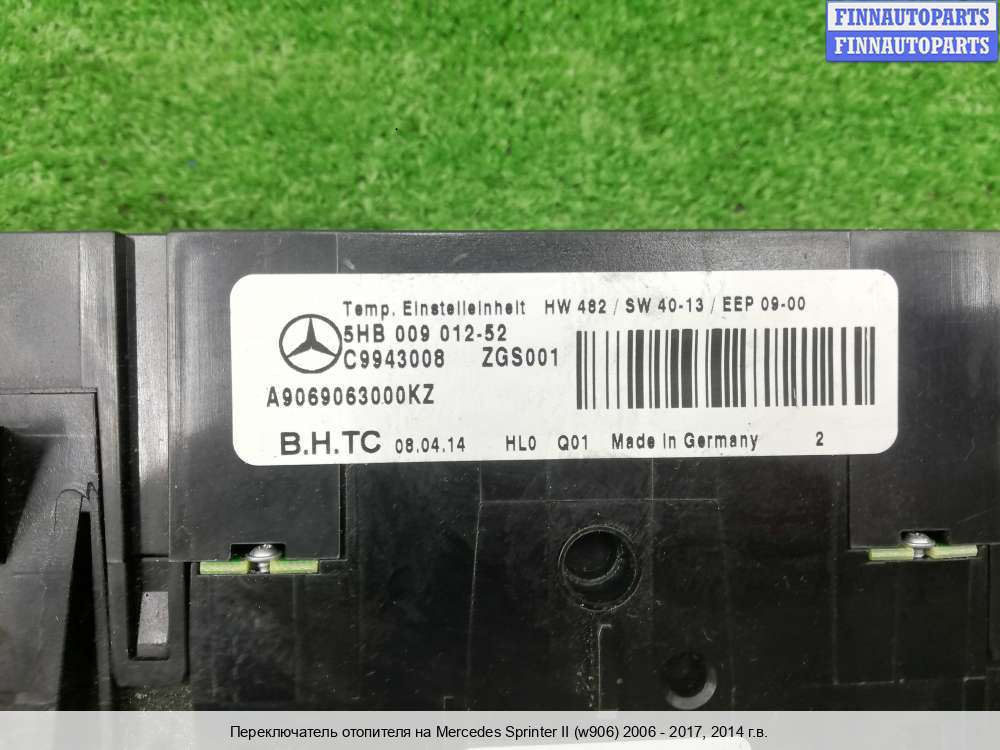 FINNAUTOPARTS
FINNAUTOPARTS
Temp. Einstelleinheit HW 482 / SW 40-13 / EEP 09-00
5HB 009 012-52
C9943008 ZGS001
A9069063000KZ
B.H.TC 08.04.14 HL0 Q01 Made in Germany 2
Переключатель отопителя на Mercedes Sprinter II (w906) 2006 - 2017, 2014 г.в.